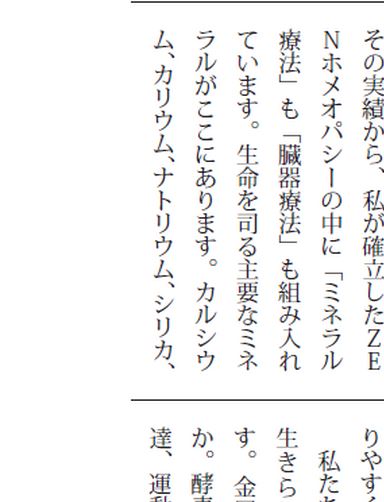 その実績から、私が確立したZE
Nホメオパシーの中に「ミネラル
療法」も「臓器療法」も組み入れ
ています。生命を司る主要なミネ
ラルがここにあります。カルシウ
ム、カリウム、ナトリウム、シリカ、
りやす
私た
生きら
す。金
か。酵
達、運